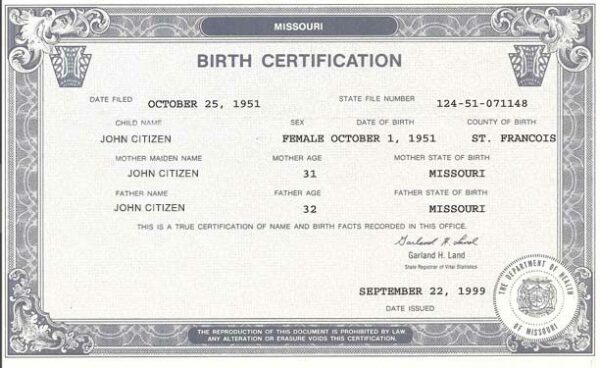 MISSOURI
BIRTH CERTIFICATION
DATE FILED OCTOBER 25, 1951 STATE FILE NUMBER 124-51-071148
CHILD NAME SEX DATE OF BIRTH COUNTY OF BIRTH
JOHN CITIZEN FEMALE OCTOBER 1, 1951 ST. FRANCOIS
MOTHER MAIDEN NAME MOTHER AGE MOTHER STATE OF BIRTH
JOHN CITIZEN 31 MISSOURI
FATHER NAME FATHER AGE FATHER STATE OF BIRTH
JOHN CITIZEN 32 MISSOURI
THIS IS A TRUE CERTIFICATION OF NAME AND BIRTH FACTS RECORDED IN THIS OFFICE.
Garland H. Land
Garland H. Land
State Registrar of Vital Statistics
SEPTEMBER 22, 1999
DATE ISSUED
THE DEPARTMENT OF HEALTH
OF MISSOURI
THE REPRODUCTION OF THIS DOCUMENT IS PROHIBITED BY LAW
ANY ALTERATION OR ERASURE VOIDS THIS CERTIFICATION.